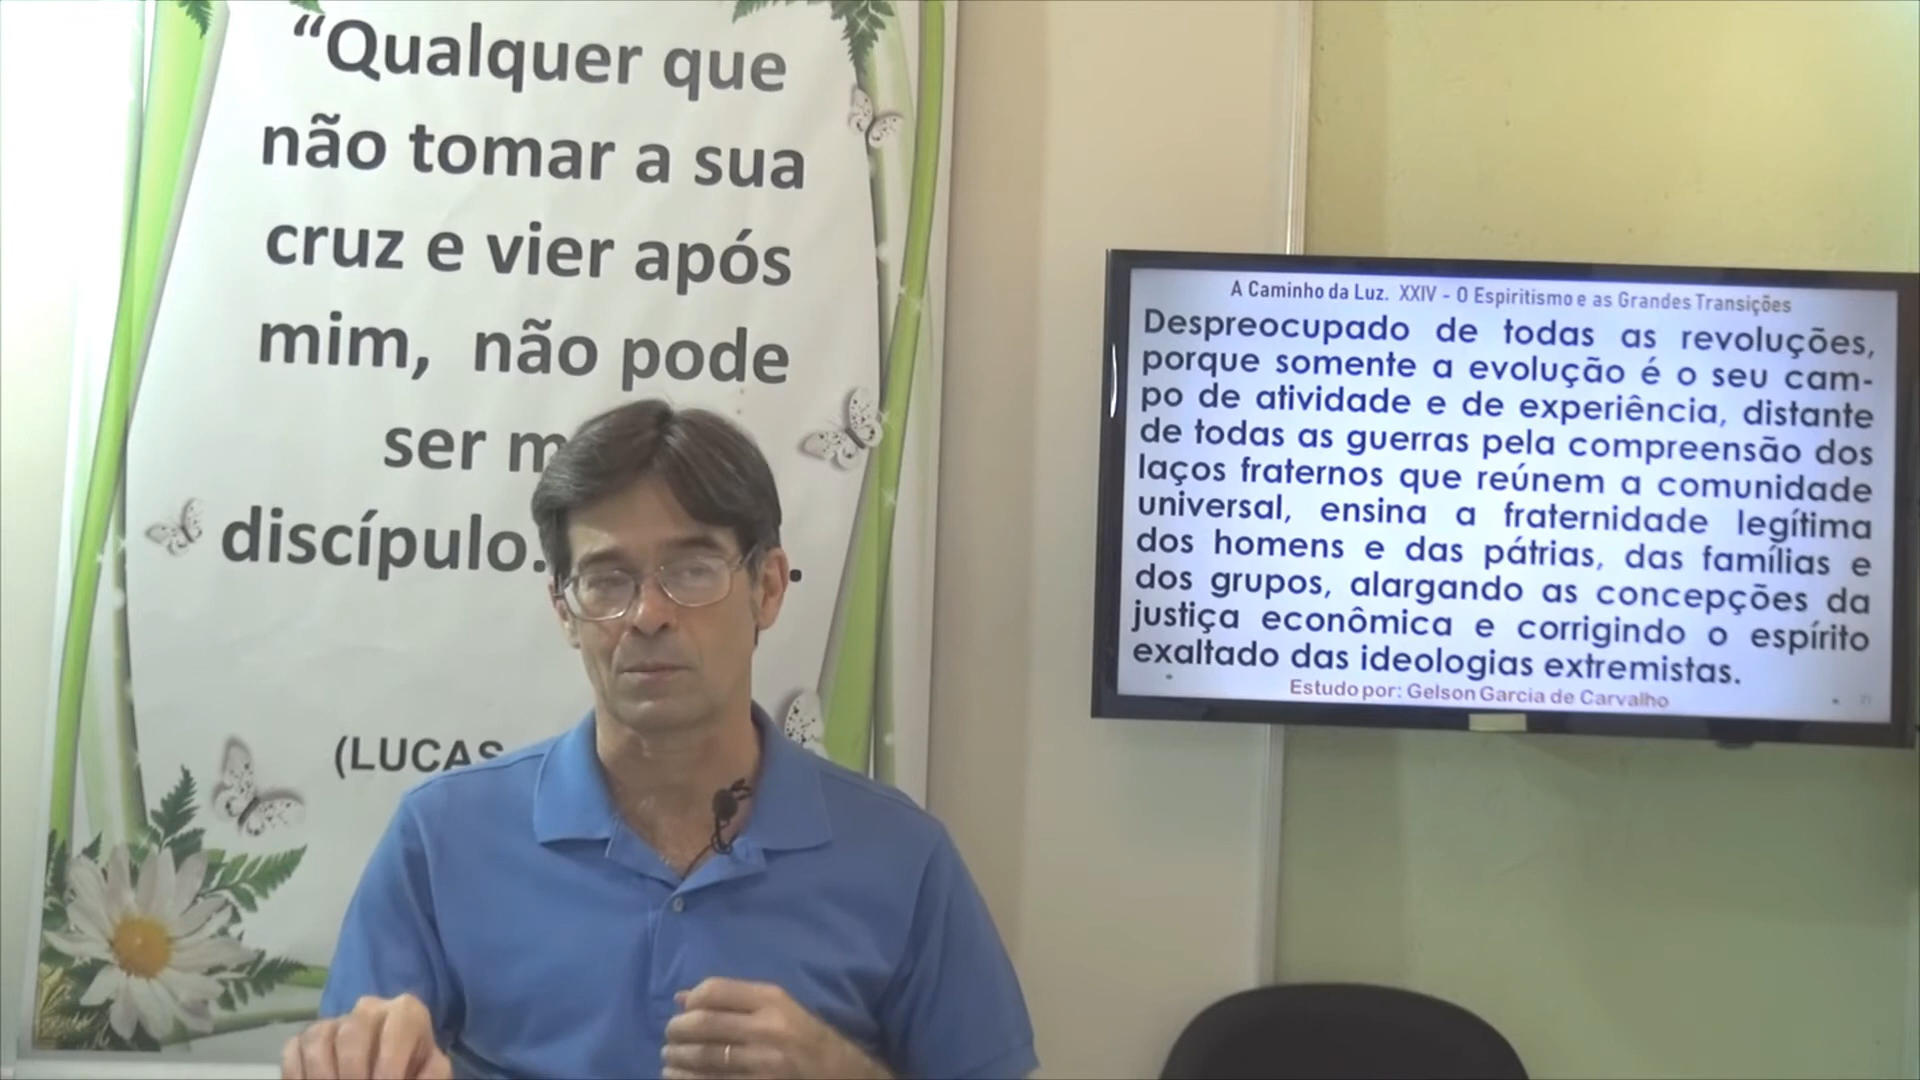 “Qualquer que
não tomar a sua
cruz e vier após
mim, não pode
ser m
discípulo.
(LUCAS
A Caminho da Luz. XXIV - O Espiritismo e as Grandes Transições
Despreocupado de todas as revoluções,
porque somente a evolução é o seu cam-
po de atividade e de experiência, distante
de todas as guerras pela compreensão dos
laços fraternos que reúnem a comunidade
universal, ensina a fraternidade legítima
dos homens e das pátrias, das famílias e
dos grupos, alargando as concepções da
justiça econômica e corrigindo o espírito
exaltado das ideologias extremistas.
Estudo por: Gelson Garcia de Carvalho